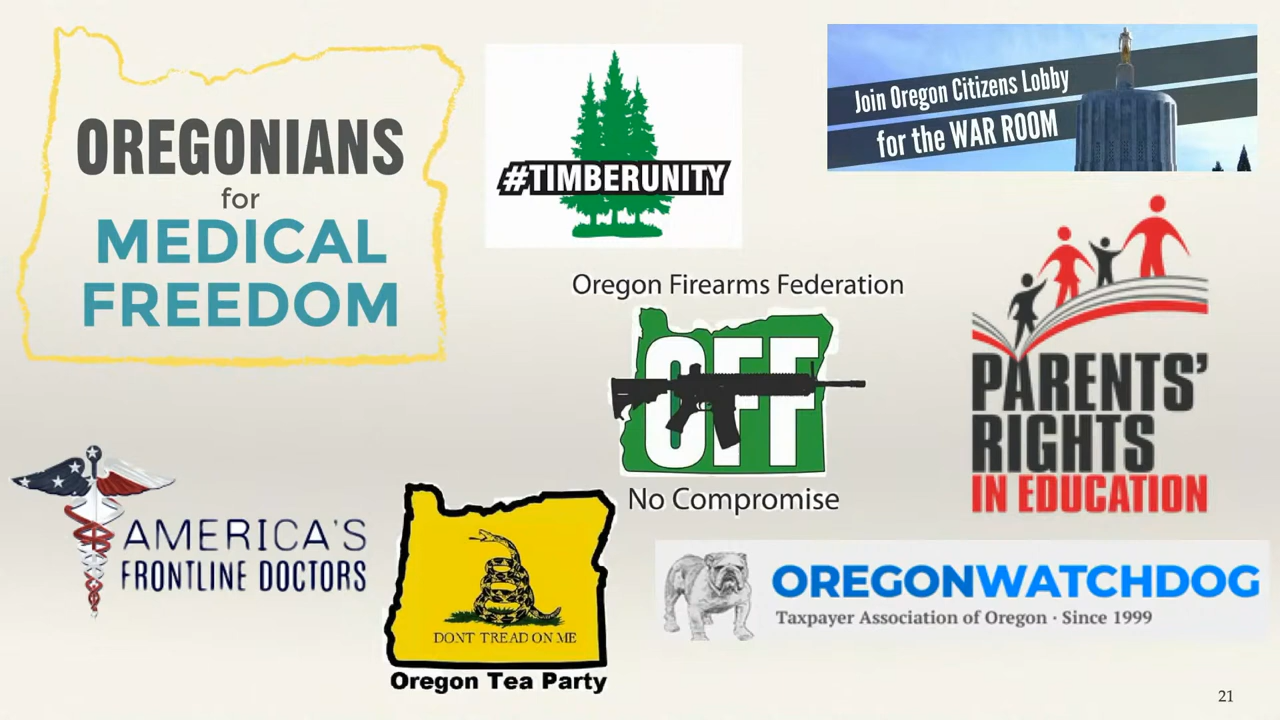 OREGONIANS
for
MEDICAL
FREEDOM
#TIMBERUNITY
Join Oregon Citizens Lobby
for the WAR ROOM
Oregon Firearms Federation
OFF
No Compromise
PARENTS'
RIGHTS
IN EDUCATION
AMERICA'S
FRONTLINE DOCTORS
DONT TREAD ON ME
Oregon Tea Party
OREGONWATCHDOG
Taxpayer Association of Oregon · Since 1999
21